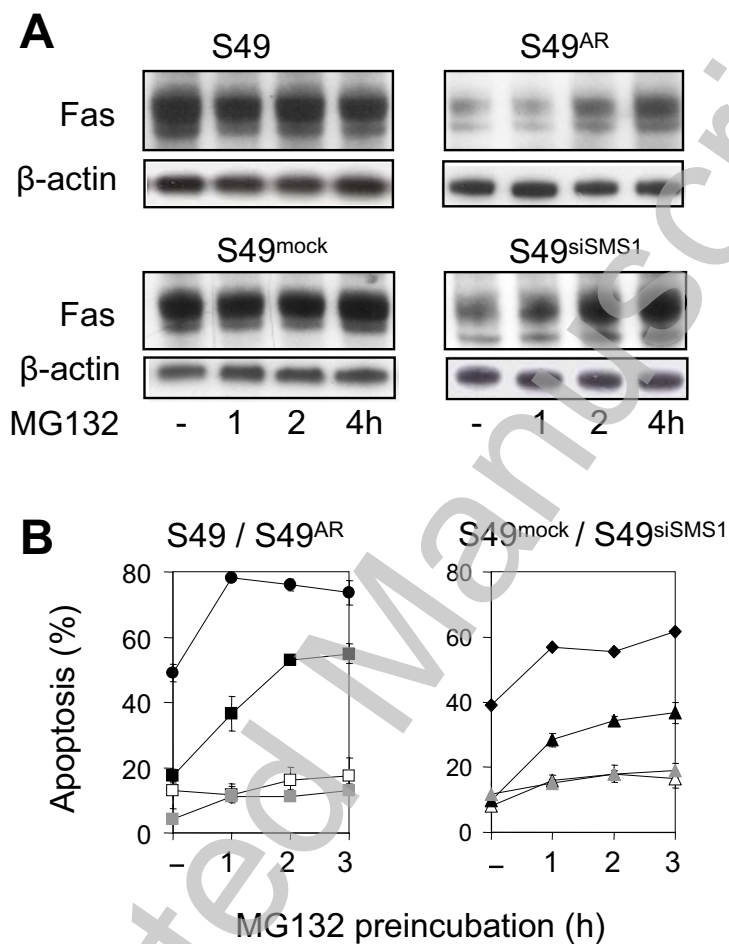 A
S49
S49AR
Fas
β-actin
S49mock
S49siSMS1
Fas
β-actin
MG132 - 1 2 4h - 1 2 4h
B
S49 / S49AR
S49mock / S49siSMS1
Apoptosis (%)
80
60
40
20
0
– 1 2 3
80
60
40
20
0
– 1 2 3
MG132 preincubation (h)
ted Manuscri